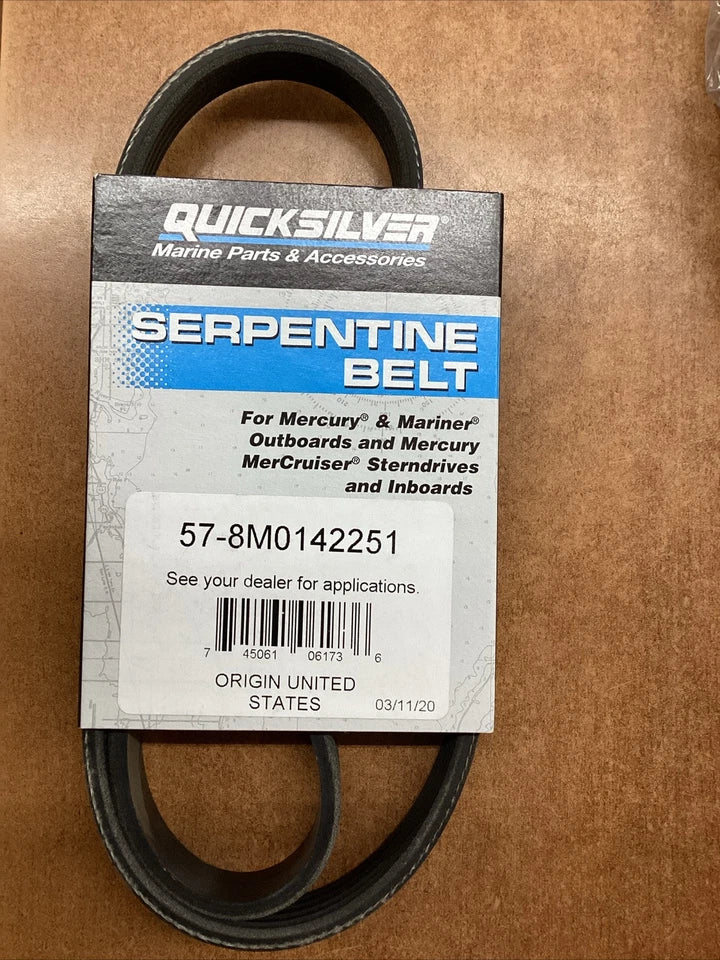 QUICKSILVER®
Marine Parts & Accessories
SERPENTINE
BELT
For Mercury® & Mariner®
Outboards and Mercury
MerCruiser® Sterndrives
and Inboards
57-8M0142251
See your dealer for applications.
7 45061 06173 6
ORIGIN UNITED
STATES
03/11/20